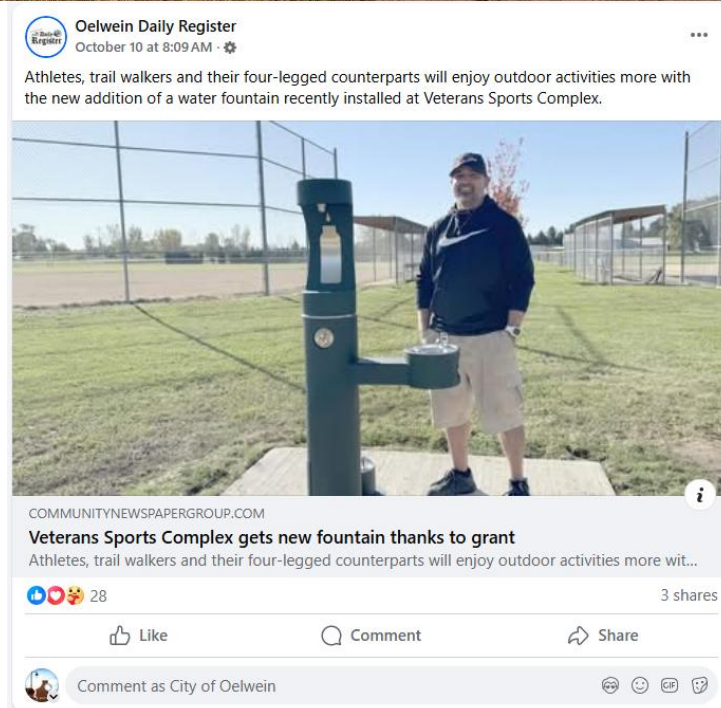 Daily
Register
Oelwein Daily Register
October 10 at 8:09 AM ·
Athletes, trail walkers and their four-legged counterparts will enjoy outdoor activities more with
the new addition of a water fountain recently installed at Veterans Sports Complex.
COMMUNITYNEWSPAPERGROUP.COM
Veterans Sports Complex gets new fountain thanks to grant
Athletes, trail walkers and their four-legged counterparts will enjoy outdoor activities more wit...
28
3 shares
Like
Comment
Share
Comment as City of Oelwein
GIF